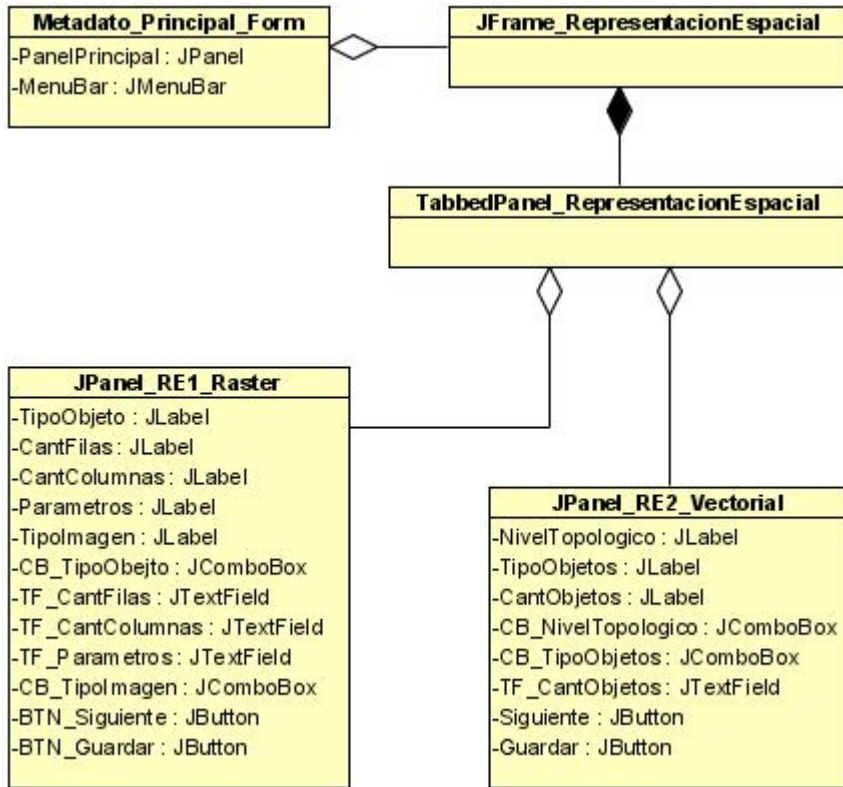 Metadato_Principal_Form
-PanelPrincipal : JPanel
-MenuBar : JMenuBar
JFrame_RepresentacionEspacial
TabbedPanel_RepresentacionEspacial
JPanel_RE1_Raster
-TipoObjeto : JLabel
-CantFilas : JLabel
-CantColumnas : JLabel
-Parametros : JLabel
-TipoImagen : JLabel
-CB_TipoObejto : JComboBox
-TF_CantFilas : JTextField
-TF_CantColumnas : JTextField
-TF_Parametros : JTextField
-CB_TipoImagen : JComboBox
-BTN_Siguiente : JButton
-BTN_Guardar : JButton
JPanel_RE2_Vectorial
-NivelTopologico : JLabel
-TipoObjetos : JLabel
-CantObjetos : JLabel
-CB_NivelTopologico : JComboBox
-CB_TipoObjetos : JComboBox
-TF_CantObjetos : JTextField
-Siguiente : JButton
-Guardar : JButton